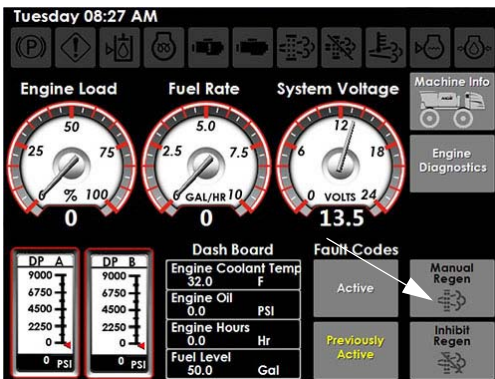 Tuesday 08:27 AM
Engine Load
Fuel Rate
System Voltage
Machine Info
50
25
75
0
% 100
0
5.0
2.5
7.5
0
GAL/HR 10
0
12
6
18
0 VOLTS 24
13.5
Engine
Diagnostics
DP A
9000
6750
4500
2250
0
0 PSI
DP B
9000
6750
4500
2250
0
0 PSI
Dash Board
Engine Coolant Temp
32.0 F
Engine Oil
0.0 PSI
Engine Hours
0.0 Hr
Fuel Level
50.0 Gal
Fault Codes
Active
Previously
Active
Manual
Regen
Inhibit
Regen